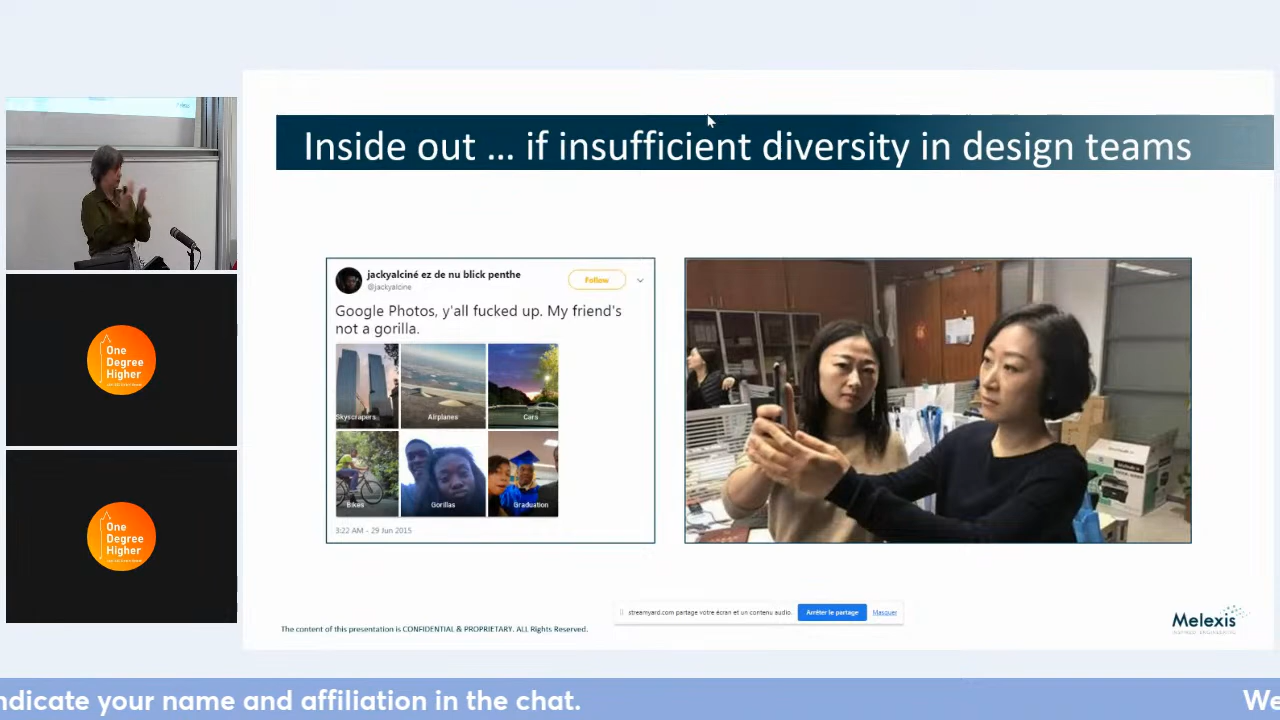 Inside out ... if insufficient diversity in design teams
jackyalciné ez de nu blick penthe
@jackyalcine
Follow
Google Photos, y'all fucked up. My friend's
not a gorilla.
Skyscrapers
Airplanes
Cars
Bikes
Gorillas
Graduation
3:22 AM - 29 Jun 2015
One
Degree
Higher
One
Degree
Higher
streamyard.com partage votre écran et un contenu audio.
Arrêter le partage
Masquer
The content of this presentation is CONFIDENTIAL & PROPRIETARY. ALL Rights Reserved.
Melexis
INSPIRED ENGINEERING
ndicate your name and affiliation in the chat.
We